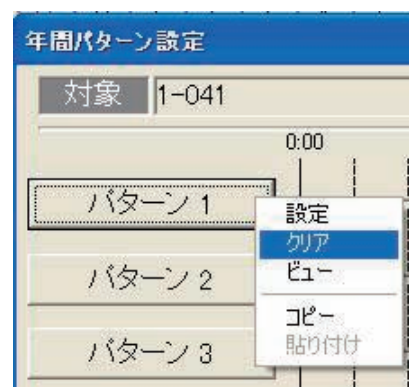 年間パターン設定
対象 1-041
0:00
パターン 1
設定
クリア
ビュー
パターン 2
コピー
貼り付け
パターン 3